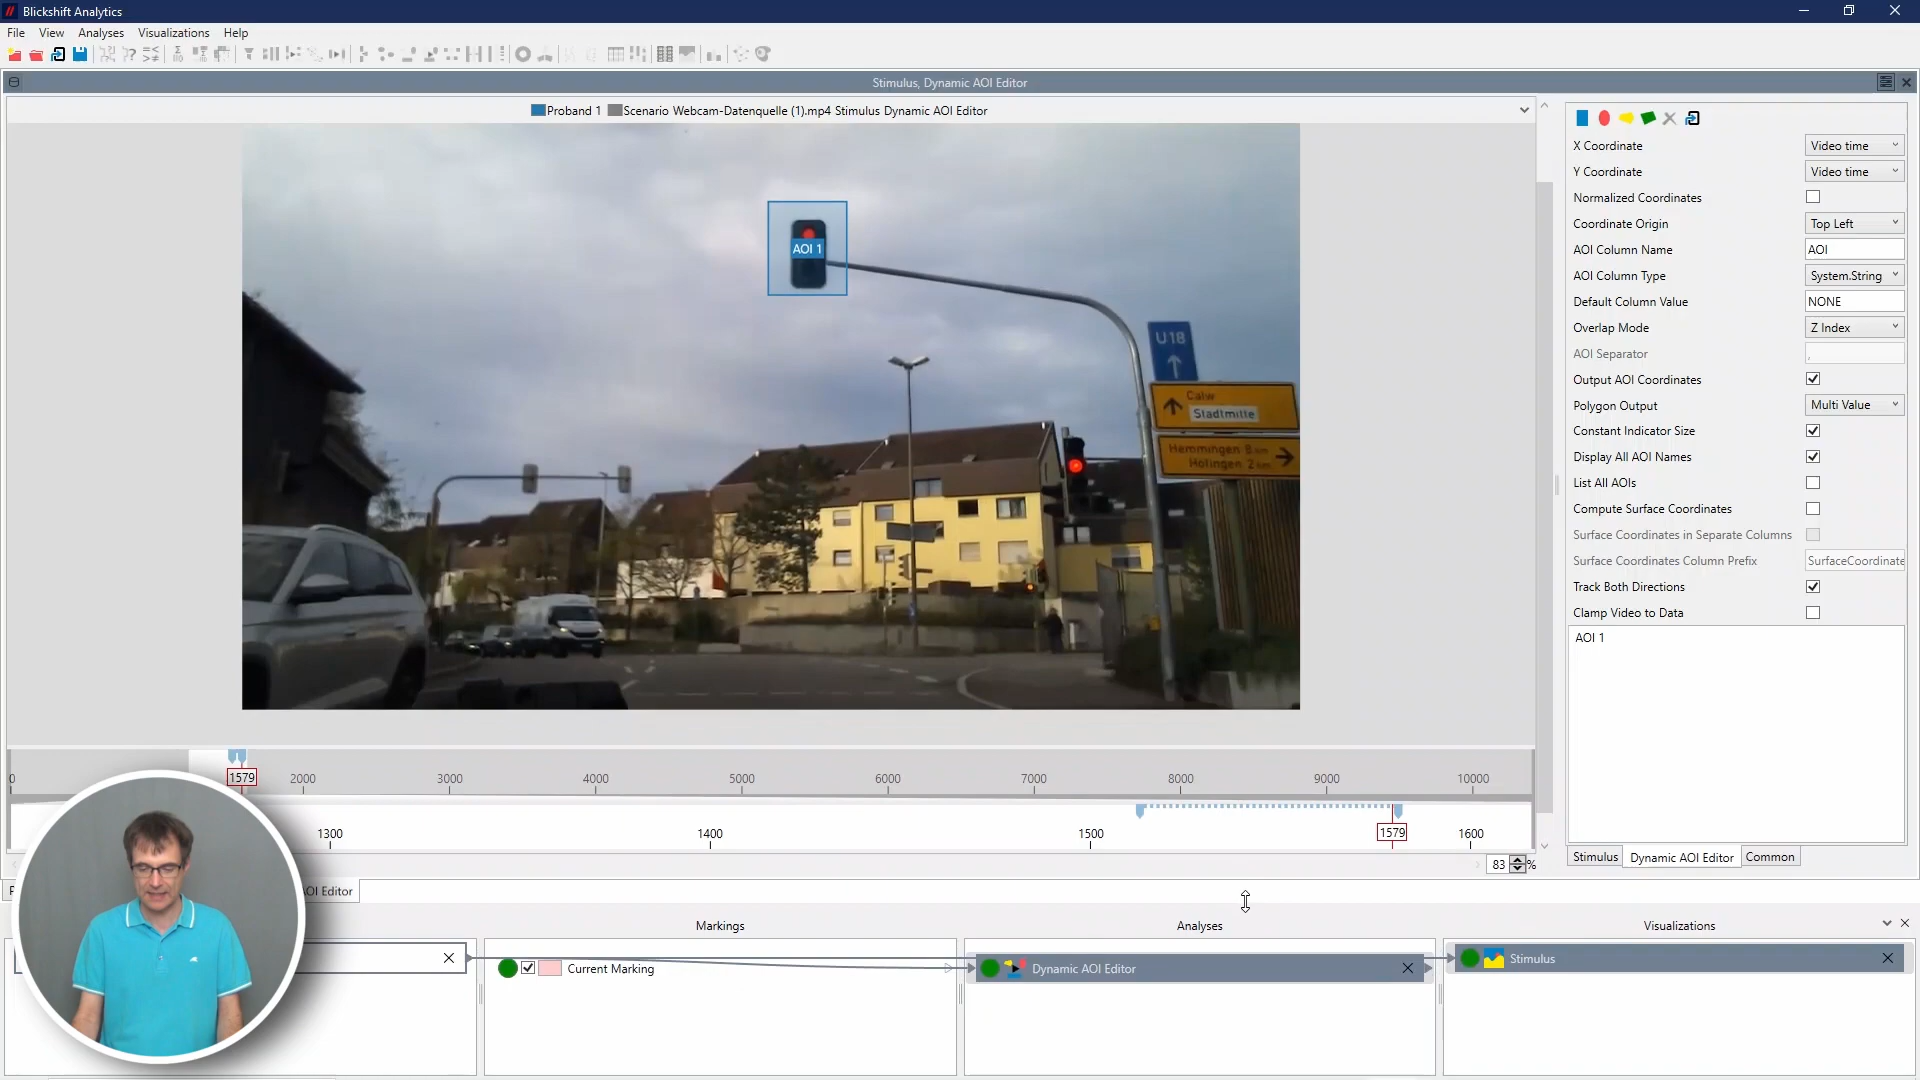 Blickshift Analytics
File View Analyses Visualizations Help
Stimulus, Dynamic AOI Editor
Proband 1 Scenario Webcam-Datenquelle (1).mp4 Stimulus Dynamic AOI Editor
AOI 1
U18
Calw
Stadtmitte
Hemmingen 8 km
Höfingen 2 km
X Coordinate Video time
Y Coordinate Video time
Normalized Coordinates
Coordinate Origin Top Left
AOI Column Name AOI
AOI Column Type System.String
Default Column Value NONE
Overlap Mode Z Index
AOI Separator ,
Output AOI Coordinates
Polygon Output Multi Value
Constant Indicator Size
Display All AOI Names
List All AOIs
Compute Surface Coordinates
Surface Coordinates in Separate Columns
Surface Coordinates Column Prefix SurfaceCoordinate
Track Both Directions
Clamp Video to Data
AOI 1
Stimulus Dynamic AOI Editor Common
0 1579 2000 3000 4000 5000 6000 7000 8000 9000 10000
1300 1400 1500 1579 1600
83 %
AOI Editor
Markings Analyses Visualizations
Current Marking Dynamic AOI Editor Stimulus